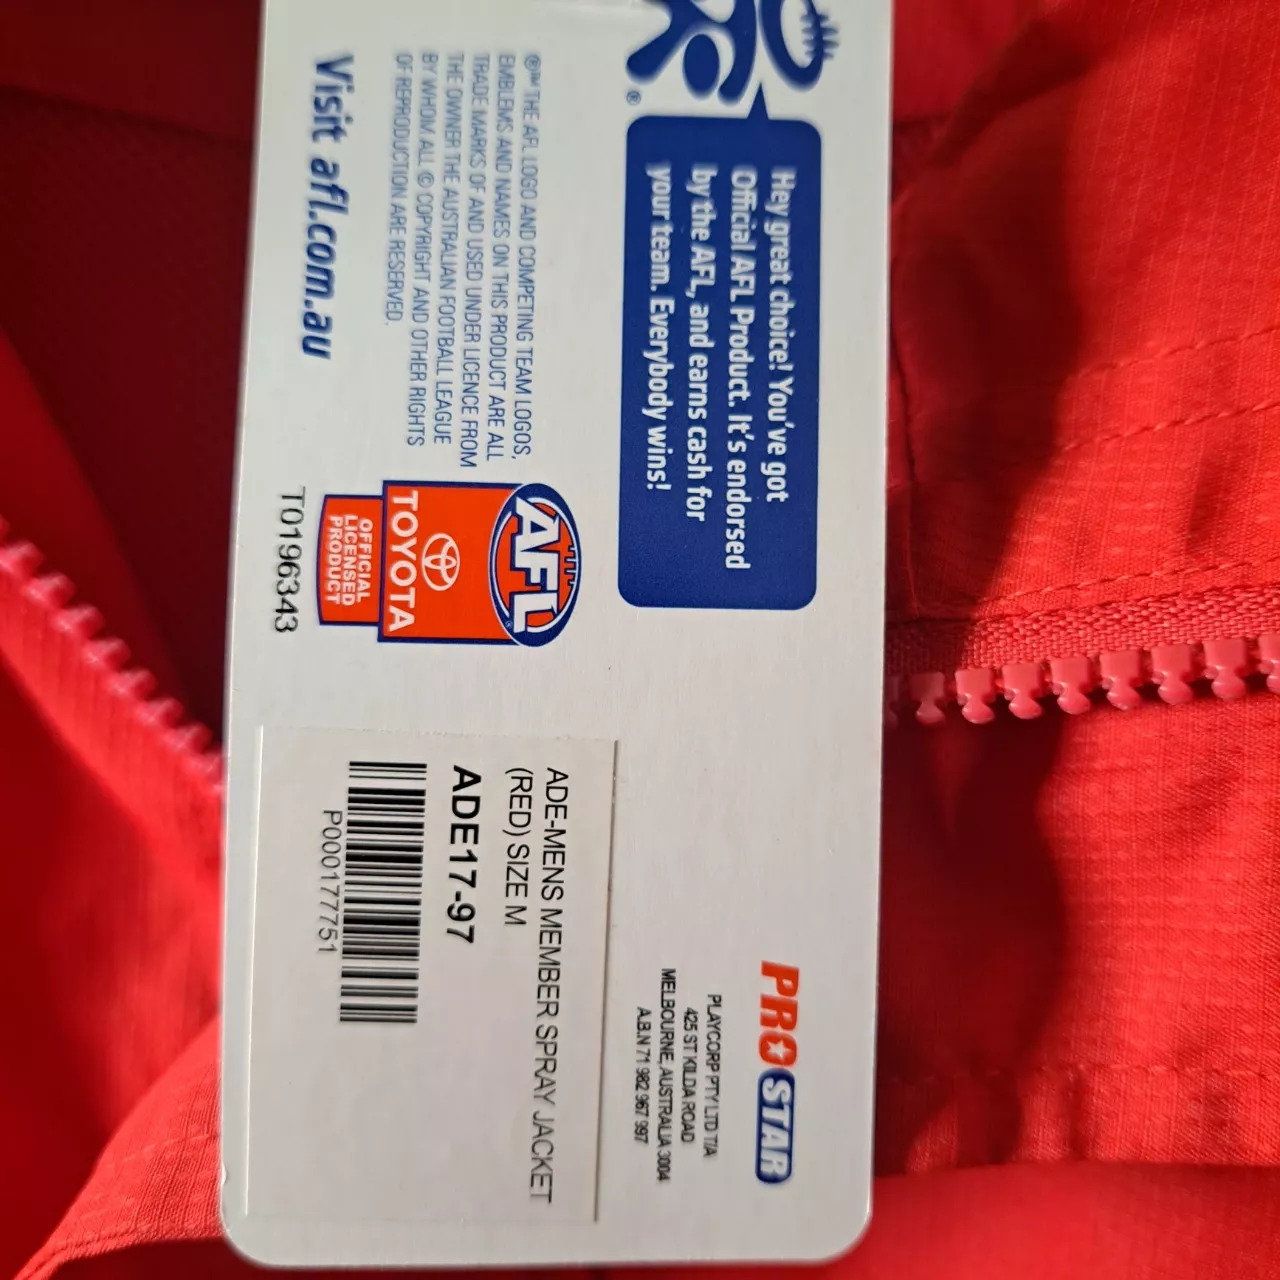 ®
Hey great choice! You've got
Official AFL Product. It's endorsed
by the AFL, and earns cash for
your team. Everybody wins!
®™ THE AFL LOGO AND COMPETING TEAM LOGOS,
EMBLEMS AND NAMES ON THIS PRODUCT ARE ALL
TRADE MARKS OF AND USED UNDER LICENCE FROM
THE OWNER THE AUSTRALIAN FOOTBALL LEAGUE
BY WHOM ALL © COPYRIGHT AND OTHER RIGHTS
OF REPRODUCTION ARE RESERVED.
Visit afl.com.au
AFL
®
TOYOTA
OFFICIAL
LICENSED
PRODUCT
T0196343
PROSTAR
PLAYCORP PTY LTD T/A
425 ST KILDA ROAD
MELBOURNE, AUSTRALIA 3004
A.B.N 71 982 967 997
ADE-MENS MEMBER SPRAY JACKET
(RED) SIZE M
ADE17-97
P000177751